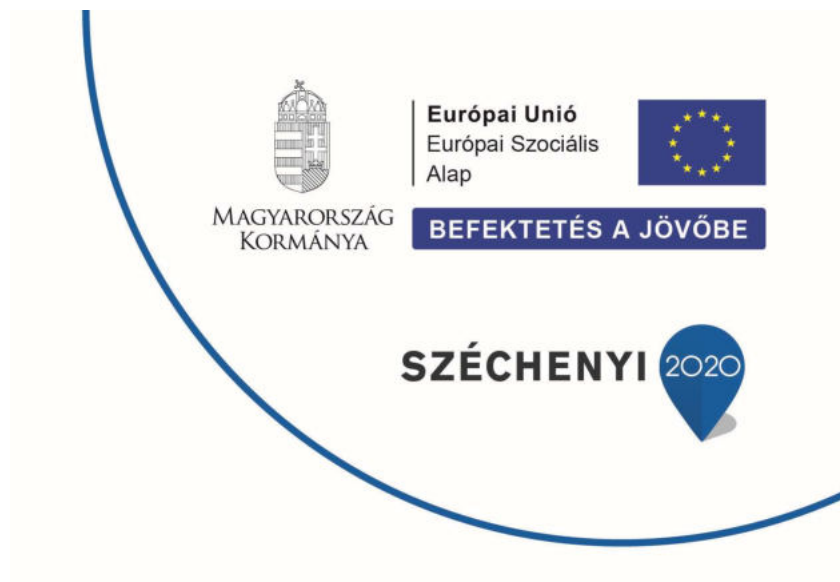 Európai Unió
Európai Szociális
Alap
MAGYARORSZÁG
KORMÁNYA
BEFEKTETÉS A JÖVŐBE
SZÉCHENYI 2020